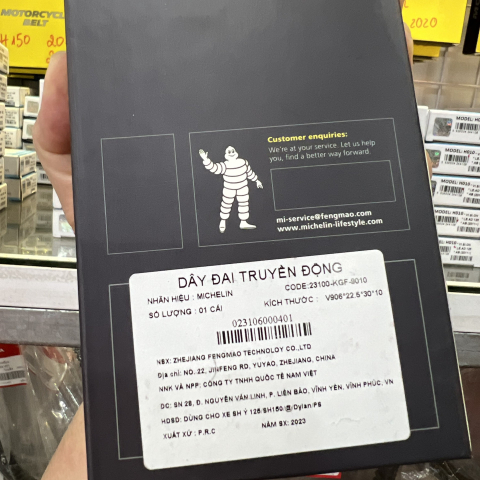 MOTORCYCLE
BELT
2020
Customer enquiries:
We're at your service. Let us help
you, find a better way forward.
mi-service@fengmao.com
www.michelin-lifestyle.com
DÂY ĐAI TRUYỀN ĐỘNG
NHÃN HIỆU : MICHELIN
CODE:23100-KGF-9010
SỐ LƯỢNG : 01 CÁI
KÍCH THƯỚC : V906*22.5*30*10
023106000401
NSX: ZHEJIANG FENGMAO TECHNOLOY CO.,LTD
Địa chỉ: NO. 22, JINFENG RD, YUYAO, ZHEJIANG, CHINA
NNK VÀ NPP: CÔNG TY TNHH QUỐC TẾ NAM VIỆT
ĐC: SN 28, Đ. NGUYỄN VĂN LINH, P. LIÊN BẢO, VĨNH YÊN, VĨNH PHÚC. VN
HDSD: DÙNG CHO XE SH Ý 125/SH150/@/Dylan/PS
XUẤT XỨ : P.R.C
NĂM SX: 2023